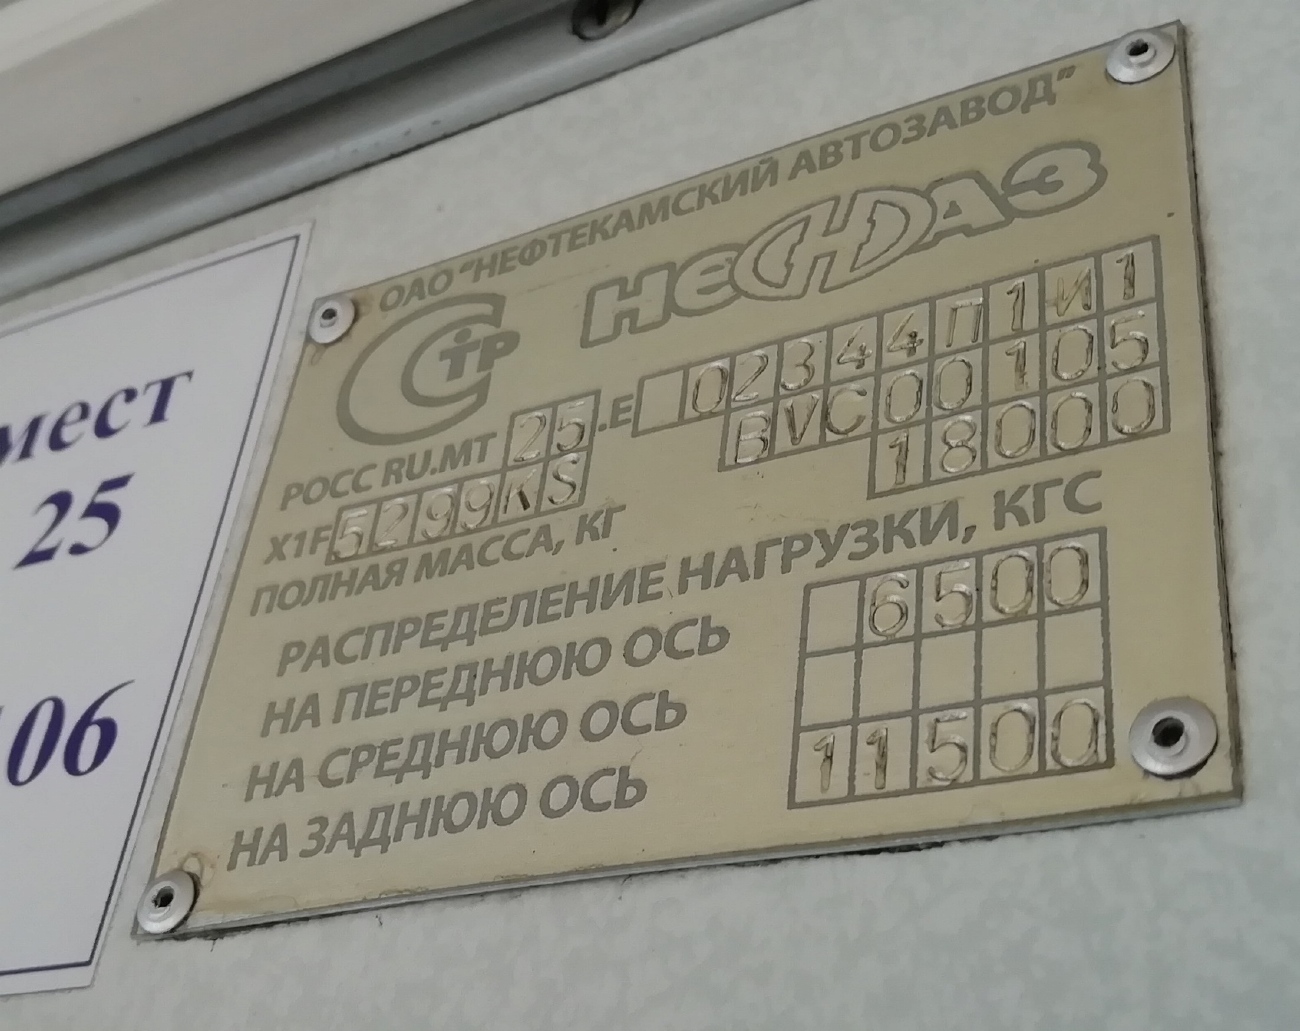 мест
25
06
ОАО "НЕФТЕКАМСКИЙ АВТОЗАВОД"
НЕФАЗ
СТР
РОСС RU.МТ 25.Е 02344П1И1
X1F5299KS BVC00105
ПОЛНАЯ МАССА, КГ 18000
РАСПРЕДЕЛЕНИЕ НАГРУЗКИ, КГС
НА ПЕРЕДНЮЮ ОСЬ 6500
НА СРЕДНЮЮ ОСЬ
НА ЗАДНЮЮ ОСЬ 11500